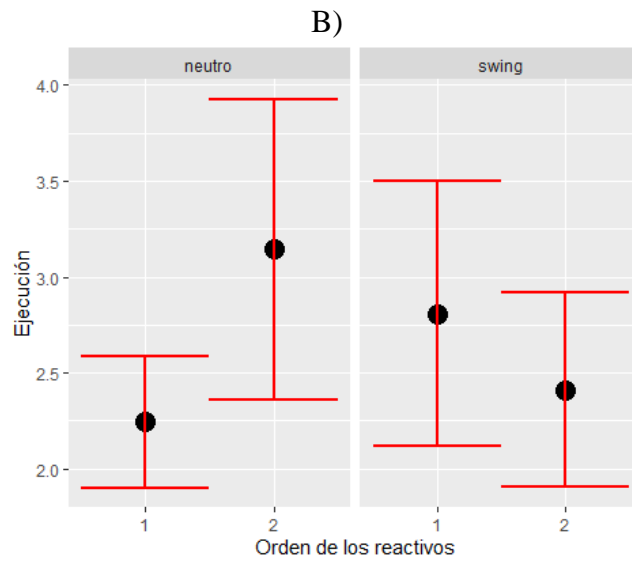 B)
neutro
swing
4.0
3.5
3.0
2.5
2.0
Ejecución
1
2
1
2
Orden de los reactivos